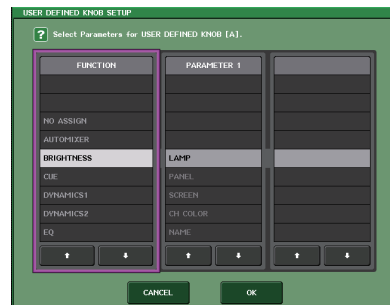 USER DEFINED KNOB SETUP
? Select Parameters for USER DEFINED KNOB [A].
FUNCTION
NO ASSIGN
AUTOMIXER
BRIGHTNESS
CUE
DYNAMICS1
DYNAMICS2
EQ
PARAMETER 1
LAMP
PANEL
SCREEN
CH COLOR
NAME
CANCEL
OK